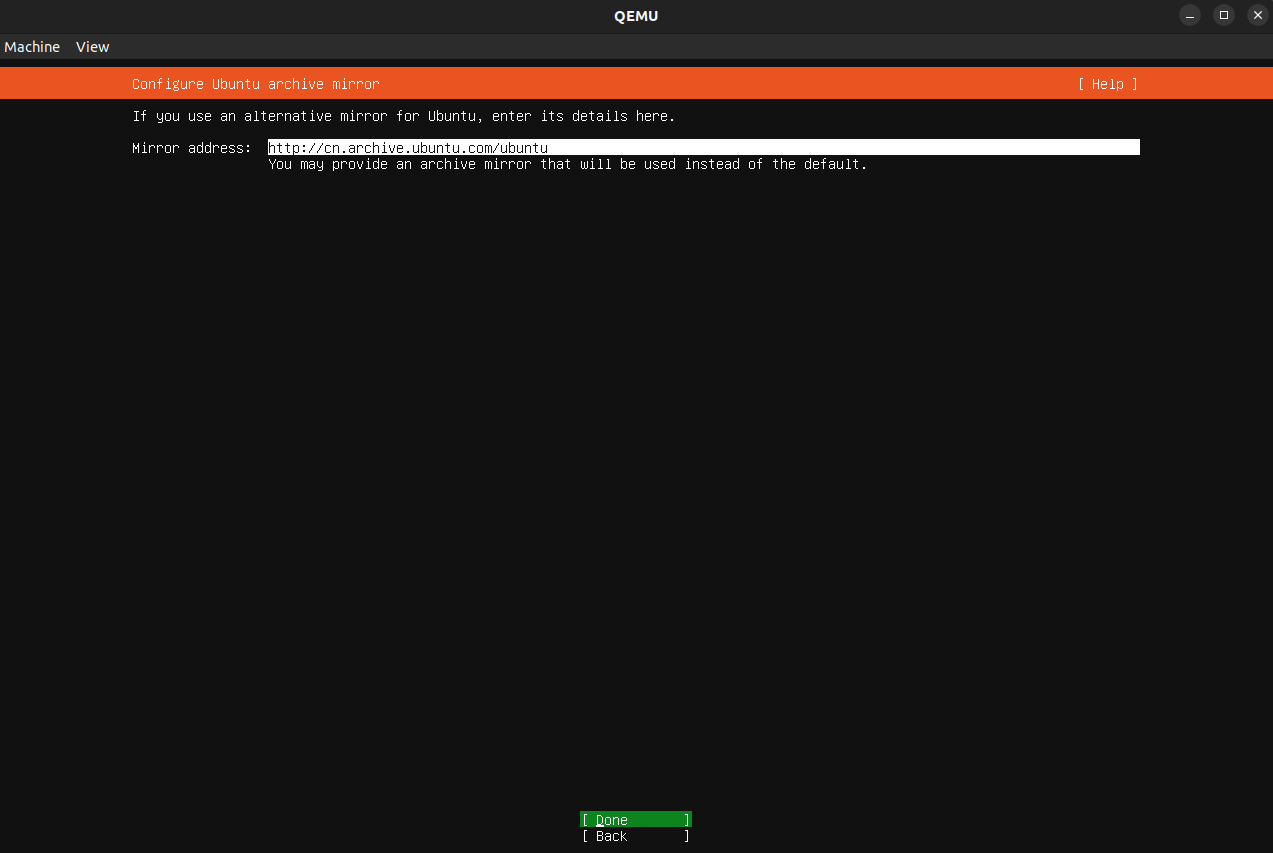 QEMU
Machine View
Configure Ubuntu archive mirror [ Help ]
If you use an alternative mirror for Ubuntu, enter its details here.
Mirror address: http://cn.archive.ubuntu.com/ubuntu
You may provide an archive mirror that will be used instead of the default.
[ Done ]
[ Back ]